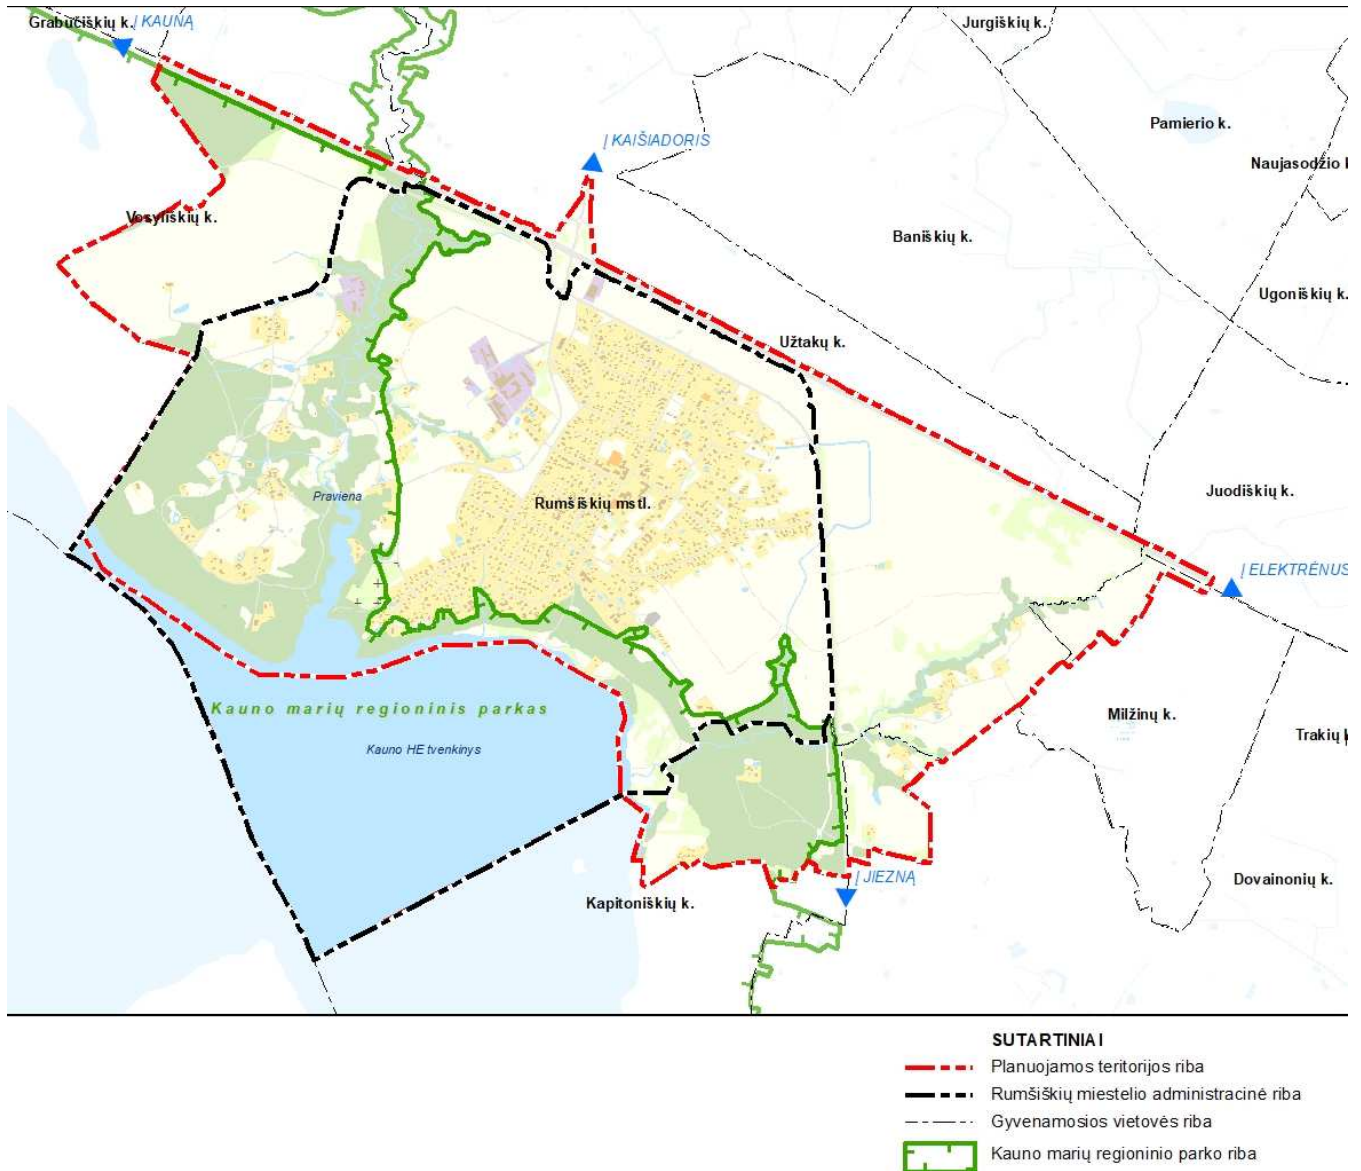 Grabučiškių k.
Į KAUNĄ
Jurgiškių k.
Pamierio k.
Į KAIŠIADORIS
Naujasodžio k
Vosyliškių k.
Baniškių k.
Ugoniškių k.
Užtakų k.
Praviena
Rumšiškių mstl.
Juodiškių k.
Į ELEKTRĖNUS
Kauno marių regioninis parkas
Milžinų k.
Kauno HE tvenkinys
Trakių k
Į JIEZNĄ
Dovainonių k.
Kapitoniškių k.
SUTARTINIAI
Planuojamos teritorijos riba
Rumšiškių miestelio administracinė riba
Gyvenamosios vietovės riba
Kauno marių regioninio parko riba